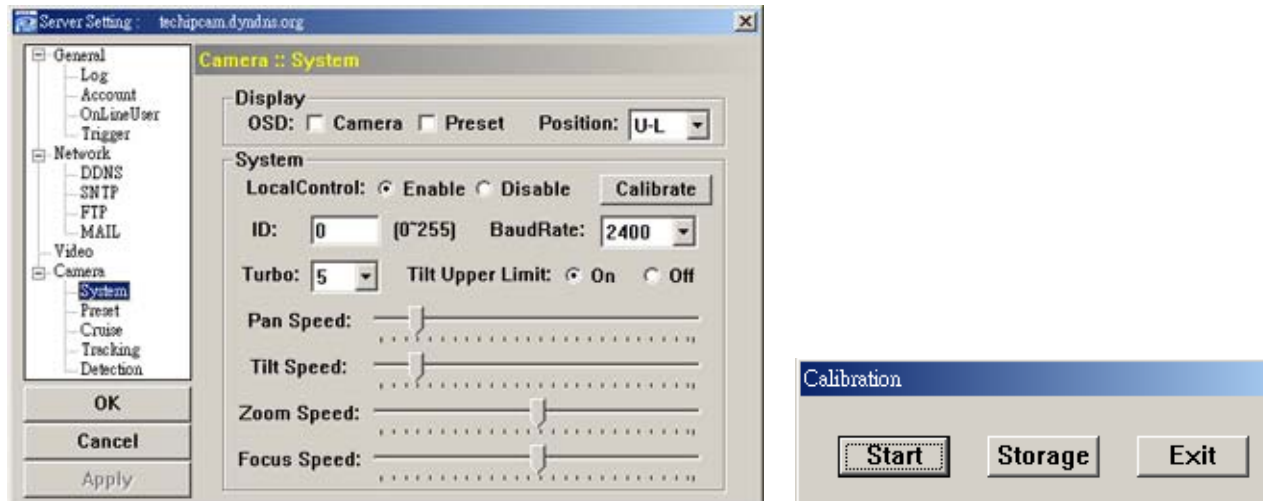 Server Setting : techipcam.dyndns.org
General
Log
Account
OnLineUser
Trigger
Network
DDNS
SNTP
FTP
MAIL
Video
Camera
System
Preset
Cruise
Tracking
Detection
OK
Cancel
Apply
Camera :: System
Display
OSD: Camera Preset Position: U-L
System
LocalControl: Enable Disable Calibrate
ID: 0 (0~255) BaudRate: 2400
Turbo: 5 Tilt Upper Limit: On Off
Pan Speed:
Tilt Speed:
Zoom Speed:
Focus Speed:
Calibration
Start Storage Exit